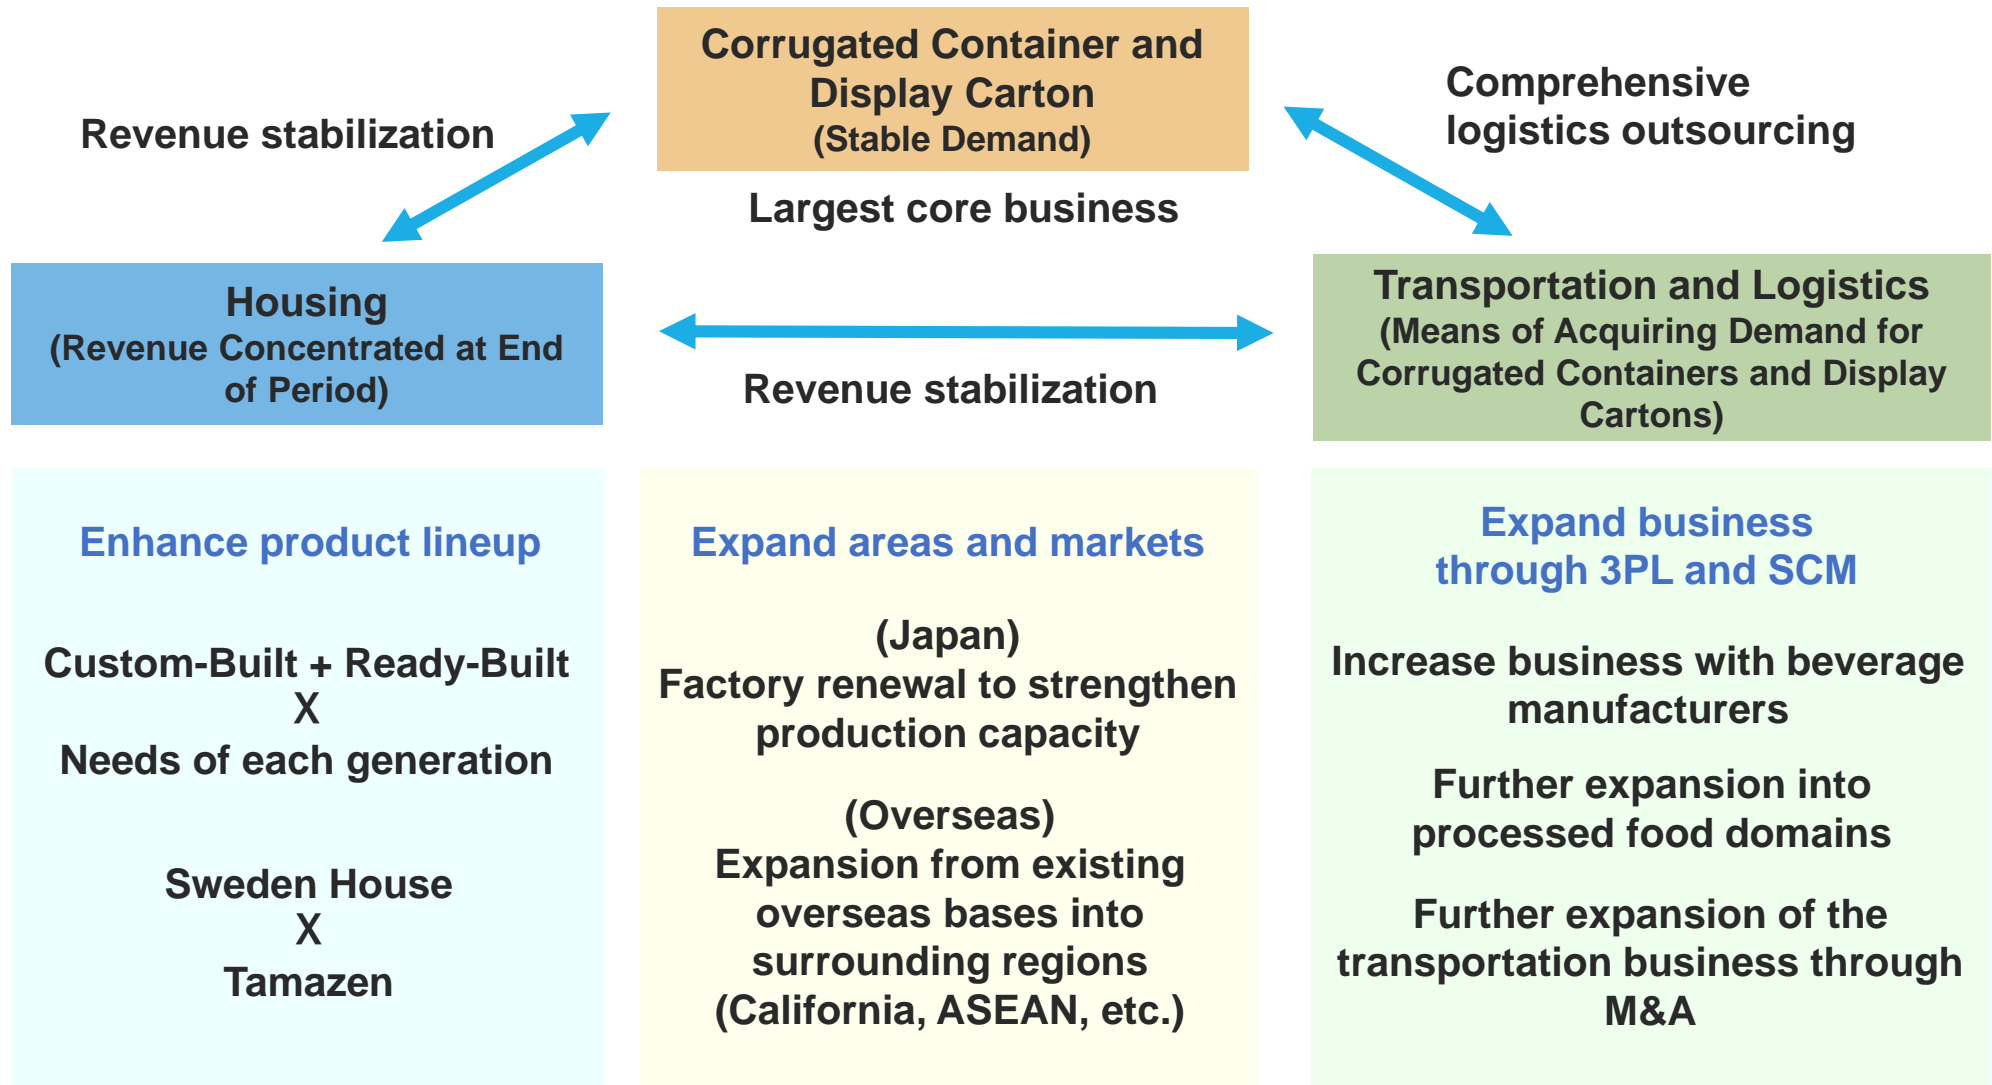 Corrugated Container and
Display Carton
(Stable Demand)
Revenue stabilization
Comprehensive
logistics outsourcing
Largest core business
Housing
(Revenue Concentrated at End
of Period)
Revenue stabilization
Transportation and Logistics
(Means of Acquiring Demand for
Corrugated Containers and Display
Cartons)
Enhance product lineup
Custom-Built + Ready-Built
X
Needs of each generation
Sweden House
X
Tamazen
Expand areas and markets
(Japan)
Factory renewal to strengthen
production capacity
(Overseas)
Expansion from existing
overseas bases into
surrounding regions
(California, ASEAN, etc.)
Expand business
through 3PL and SCM
Increase business with beverage
manufacturers
Further expansion into
processed food domains
Further expansion of the
transportation business through
M&A